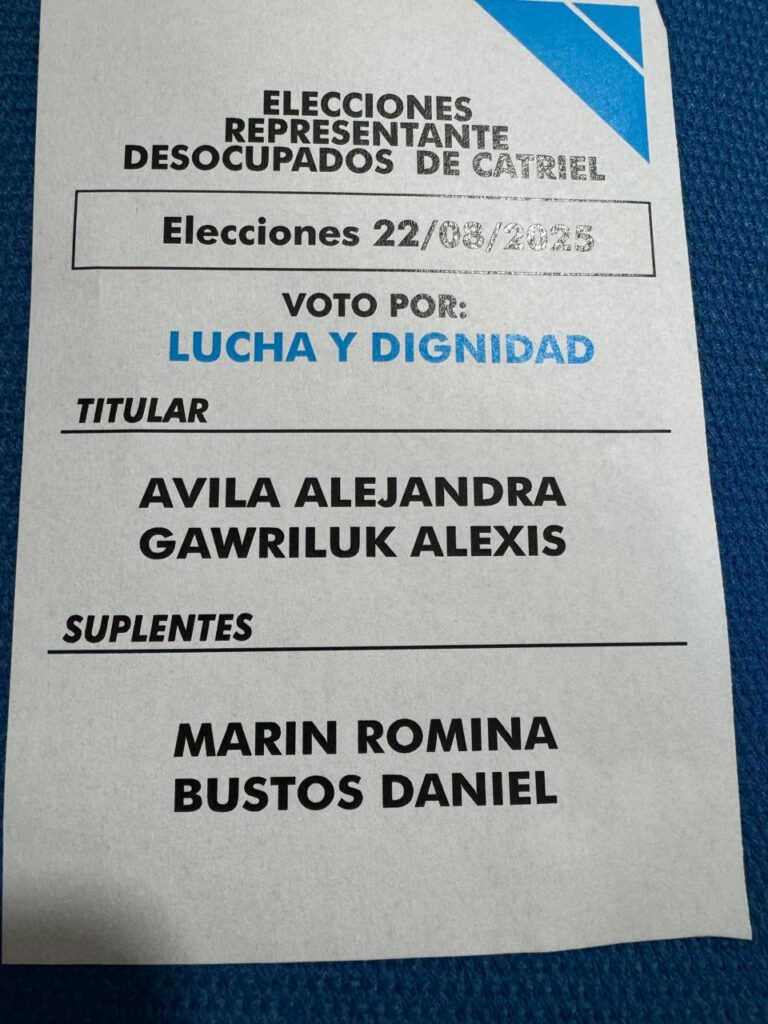 ELECCIONES
REPRESENTANTE
DESOCUPADOS DE CATRIEL
Elecciones 22/08/2025
VOTO POR:
LUCHA Y DIGNIDAD
TITULAR
AVILA ALEJANDRA
GAWRILUK ALEXIS
SUPLENTES
MARIN ROMINA
BUSTOS DANIEL